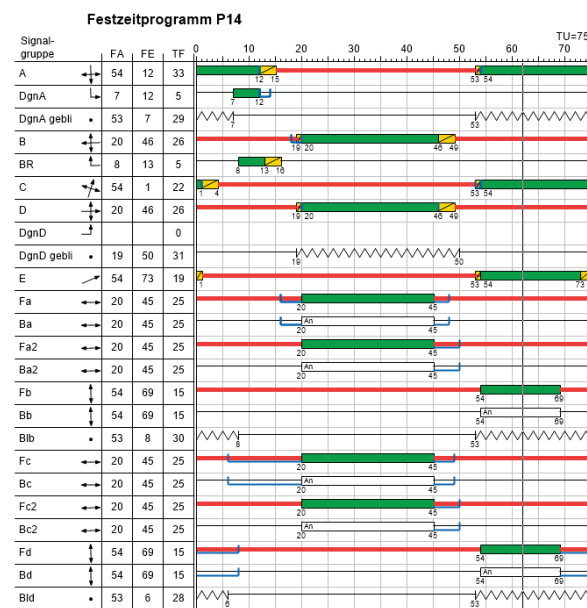 Festzeitprogramm P14
TU=75
Signal-
gruppe FA FE TF 0 10 20 30 40 50 60 70
A 54 12 33 12 15 53 54
DgnA 7 12 5 7 12
DgnA gebli 53 7 29 7 53
B 20 46 26 19 20 46 49
BR 8 13 5 8 13 16
C 54 1 22 4 53 54
D 20 46 26 19 20 46 49
DgnD 0
DgnD gebli 19 50 31 19 50
E 54 73 19 1 53 54 73
Fa 20 45 25 20 45
Ba 20 45 25 An 20 45
Fa2 20 45 25 20 45
Ba2 20 45 25 An 20 45
Fb 54 69 15 54 69
Bb 54 69 15 An 54 69
Blb 53 8 30 8 53
Fc 20 45 25 20 45
Bc 20 45 25 An 20 45
Fc2 20 45 25 20 45
Bc2 20 45 25 An 20 45
Fd 54 69 15 54 69
Bd 54 69 15 An 54 69
Bld 53 6 28 6 53